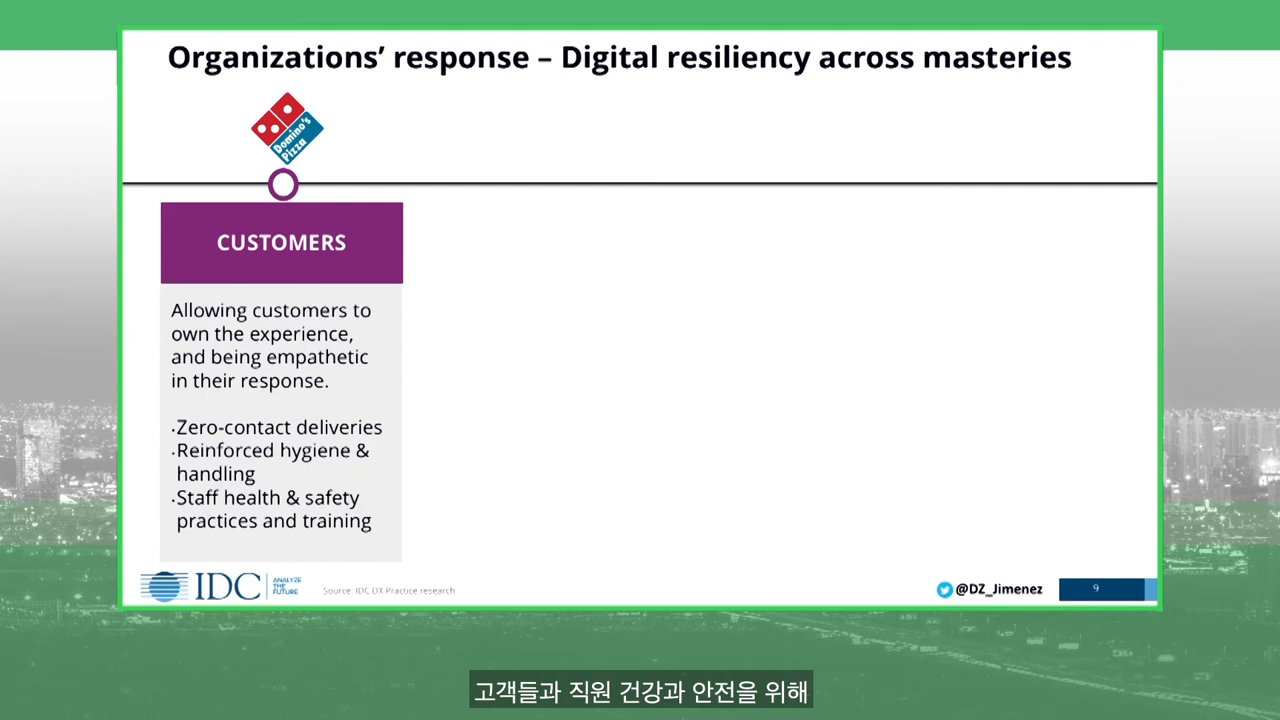 Organizations’ response – Digital resiliency across masteries
Domino's
Pizza
CUSTOMERS
Allowing customers to
own the experience,
and being empathetic
in their response.
·Zero-contact deliveries
·Reinforced hygiene &
handling
·Staff health & safety
practices and training
IDC
ANALYZE
THE
FUTURE
Source: IDC DX Practice research
@DZ_Jimenez
9
고객들과 직원 건강과 안전을 위해